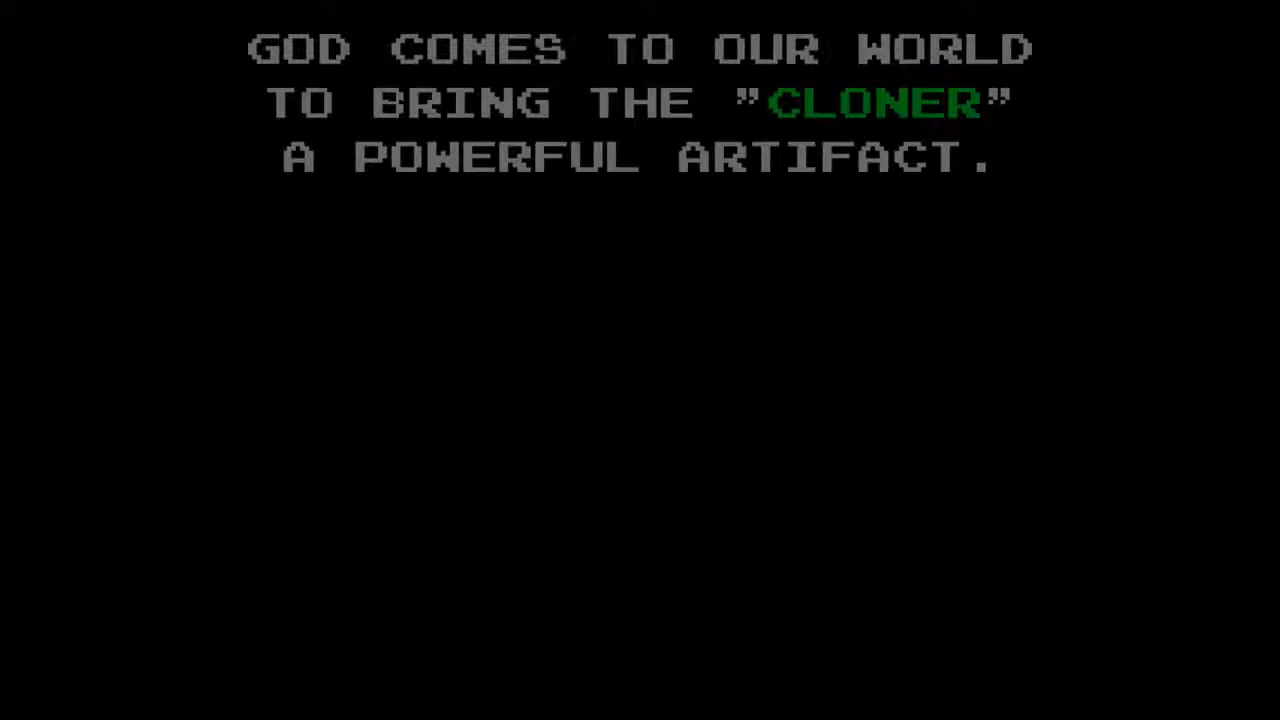 GOD COMES TO OUR WORLD
TO BRING THE "CLONER"
A POWERFUL ARTIFACT.